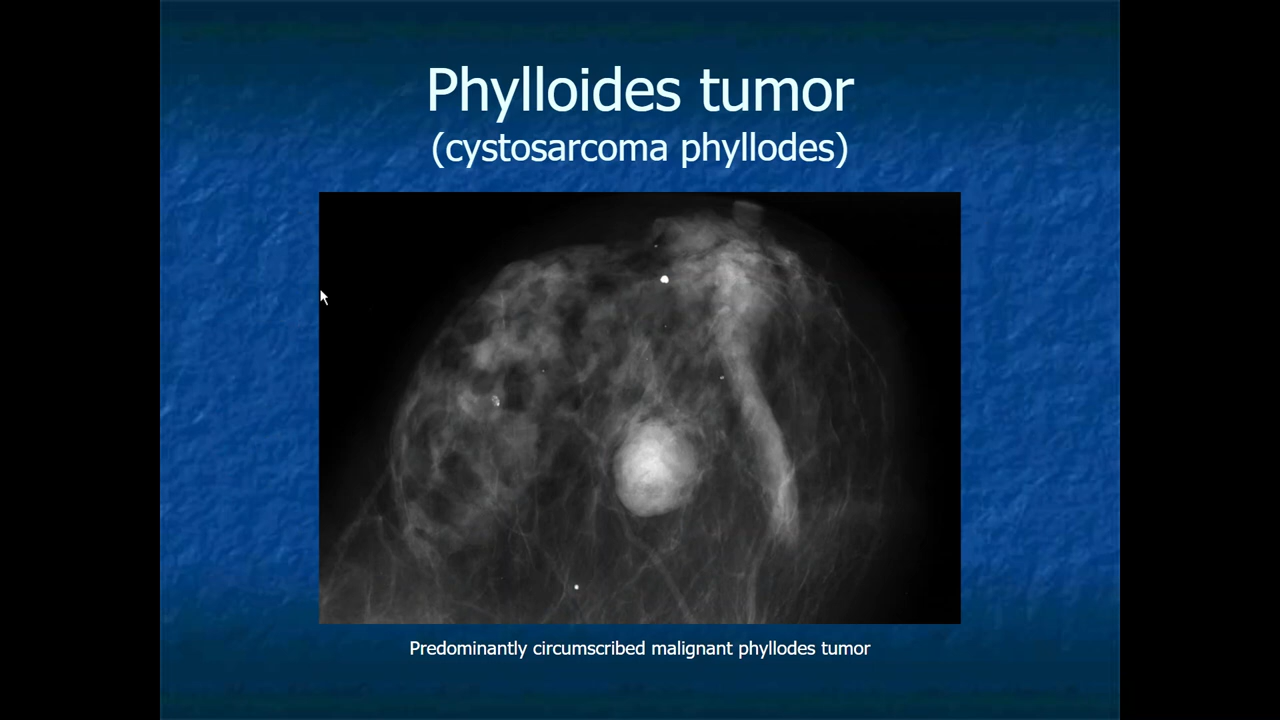 Phylloides tumor
(cystosarcoma phyllodes)
Predominantly circumscribed malignant phyllodes tumor